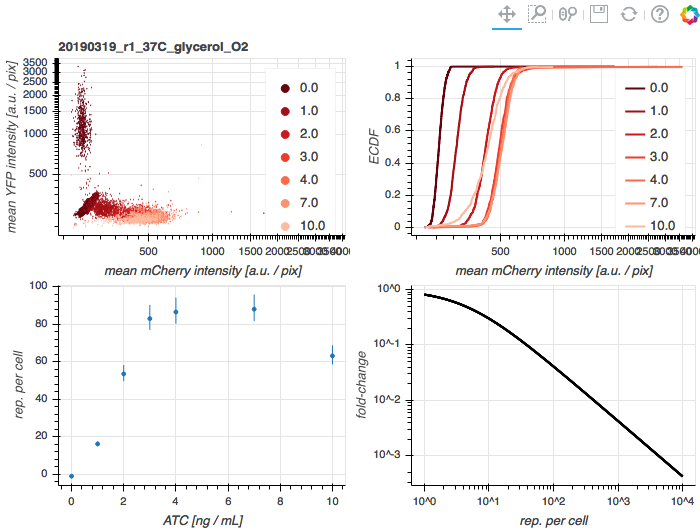 20190319_r1_37C_glycerol_O2
mean YFP intensity [a.u. / pix]
3500
3000
2500
2000
1500
1000
500
0.0
1.0
2.0
3.0
4.0
7.0
10.0
500 1000 1500 2000
mean mCherry intensity [a.u. / pix]
ECDF
1
0.8
0.6
0.4
0.2
0
0.0
1.0
2.0
3.0
4.0
7.0
10.0
500 1000 1500 2000
mean mCherry intensity [a.u. / pix]
rep. per cell
100
80
60
40
20
0
0 2 4 6 8 10
ATC [ng / mL]
fold-change
10^0
10^-1
10^-2
10^-3
10^0 10^1 10^2 10^3 10^4
rep. per cell